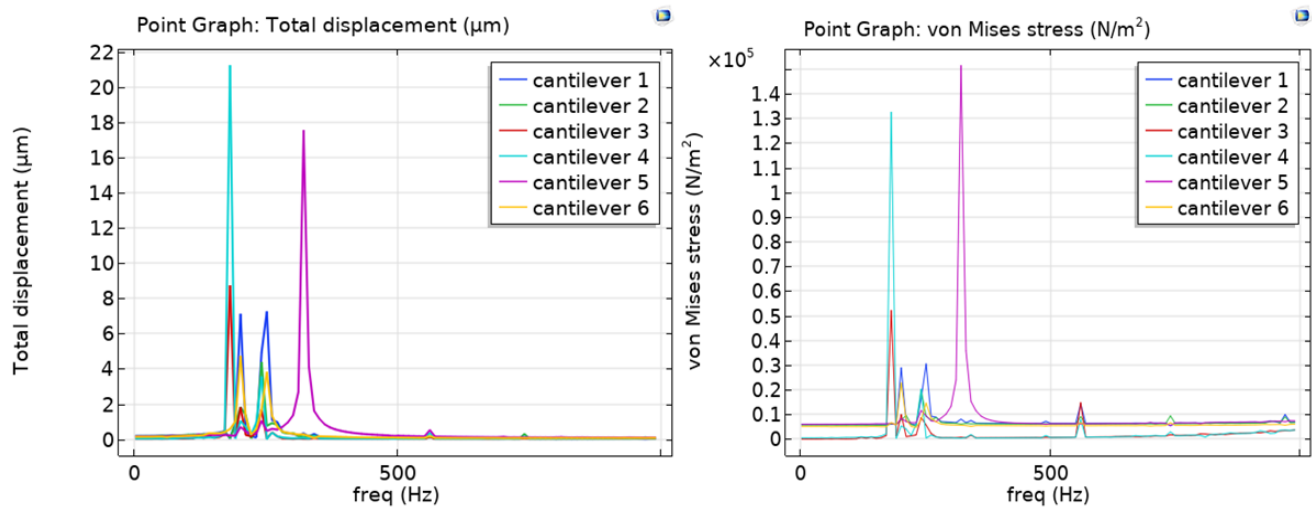 Point Graph: Total displacement (µm)
22
20
18
16
14
12
10
8
6
4
2
0
Total displacement (µm)
cantilever 1
cantilever 2
cantilever 3
cantilever 4
cantilever 5
cantilever 6
0
500
freq (Hz)
Point Graph: von Mises stress (N/m²)
×10⁵
1.4
1.3
1.2
1.1
1
0.9
0.8
0.7
0.6
0.5
0.4
0.3
0.2
0.1
0
von Mises stress (N/m²)
cantilever 1
cantilever 2
cantilever 3
cantilever 4
cantilever 5
cantilever 6
0
500
freq (Hz)